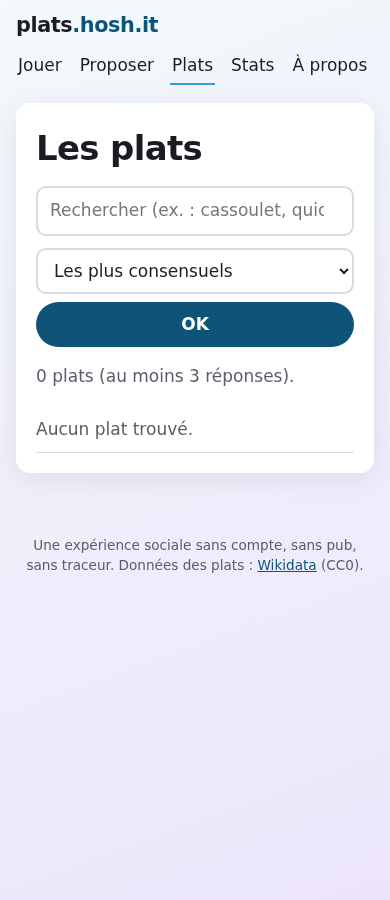 plats.hosh.it
Jouer Proposer Plats Stats À propos
Les plats
Rechercher (ex. : cassoulet, quic
Les plus consensuels
OK
0 plats (au moins 3 réponses).
Aucun plat trouvé.
Une expérience sociale sans compte, sans pub,
sans traceur. Données des plats : Wikidata (CC0).